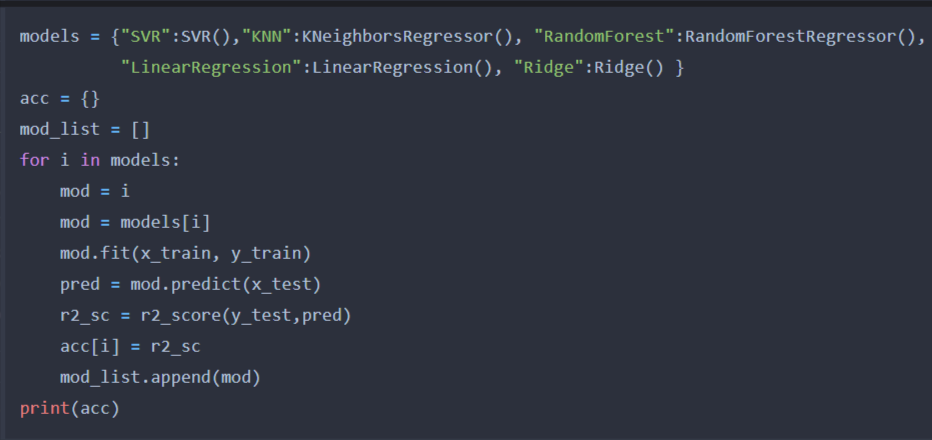 models = {"SVR":SVR(),"KNN":KNeighborsRegressor(), "RandomForest":RandomForestRegressor(),
          "LinearRegression":LinearRegression(), "Ridge":Ridge() }
acc = {}
mod_list = []
for i in models:
    mod = i
    mod = models[i]
    mod.fit(x_train, y_train)
    pred = mod.predict(x_test)
    r2_sc = r2_score(y_test,pred)
    acc[i] = r2_sc
    mod_list.append(mod)
print(acc)